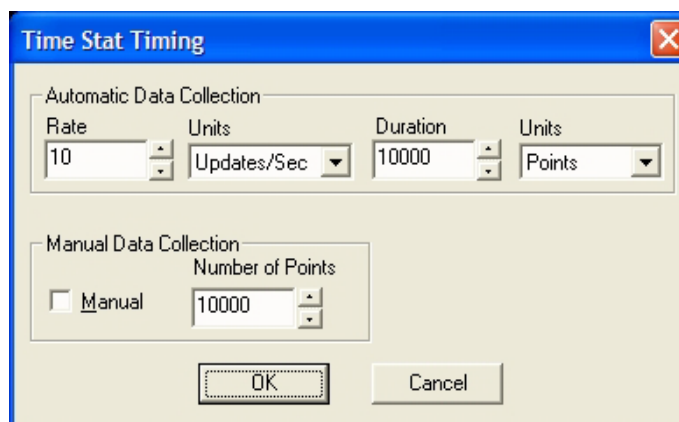 Time Stat Timing
Automatic Data Collection
Rate Units Duration Units
10 Updates/Sec 10000 Points
Manual Data Collection
Number of Points
Manual 10000
OK Cancel